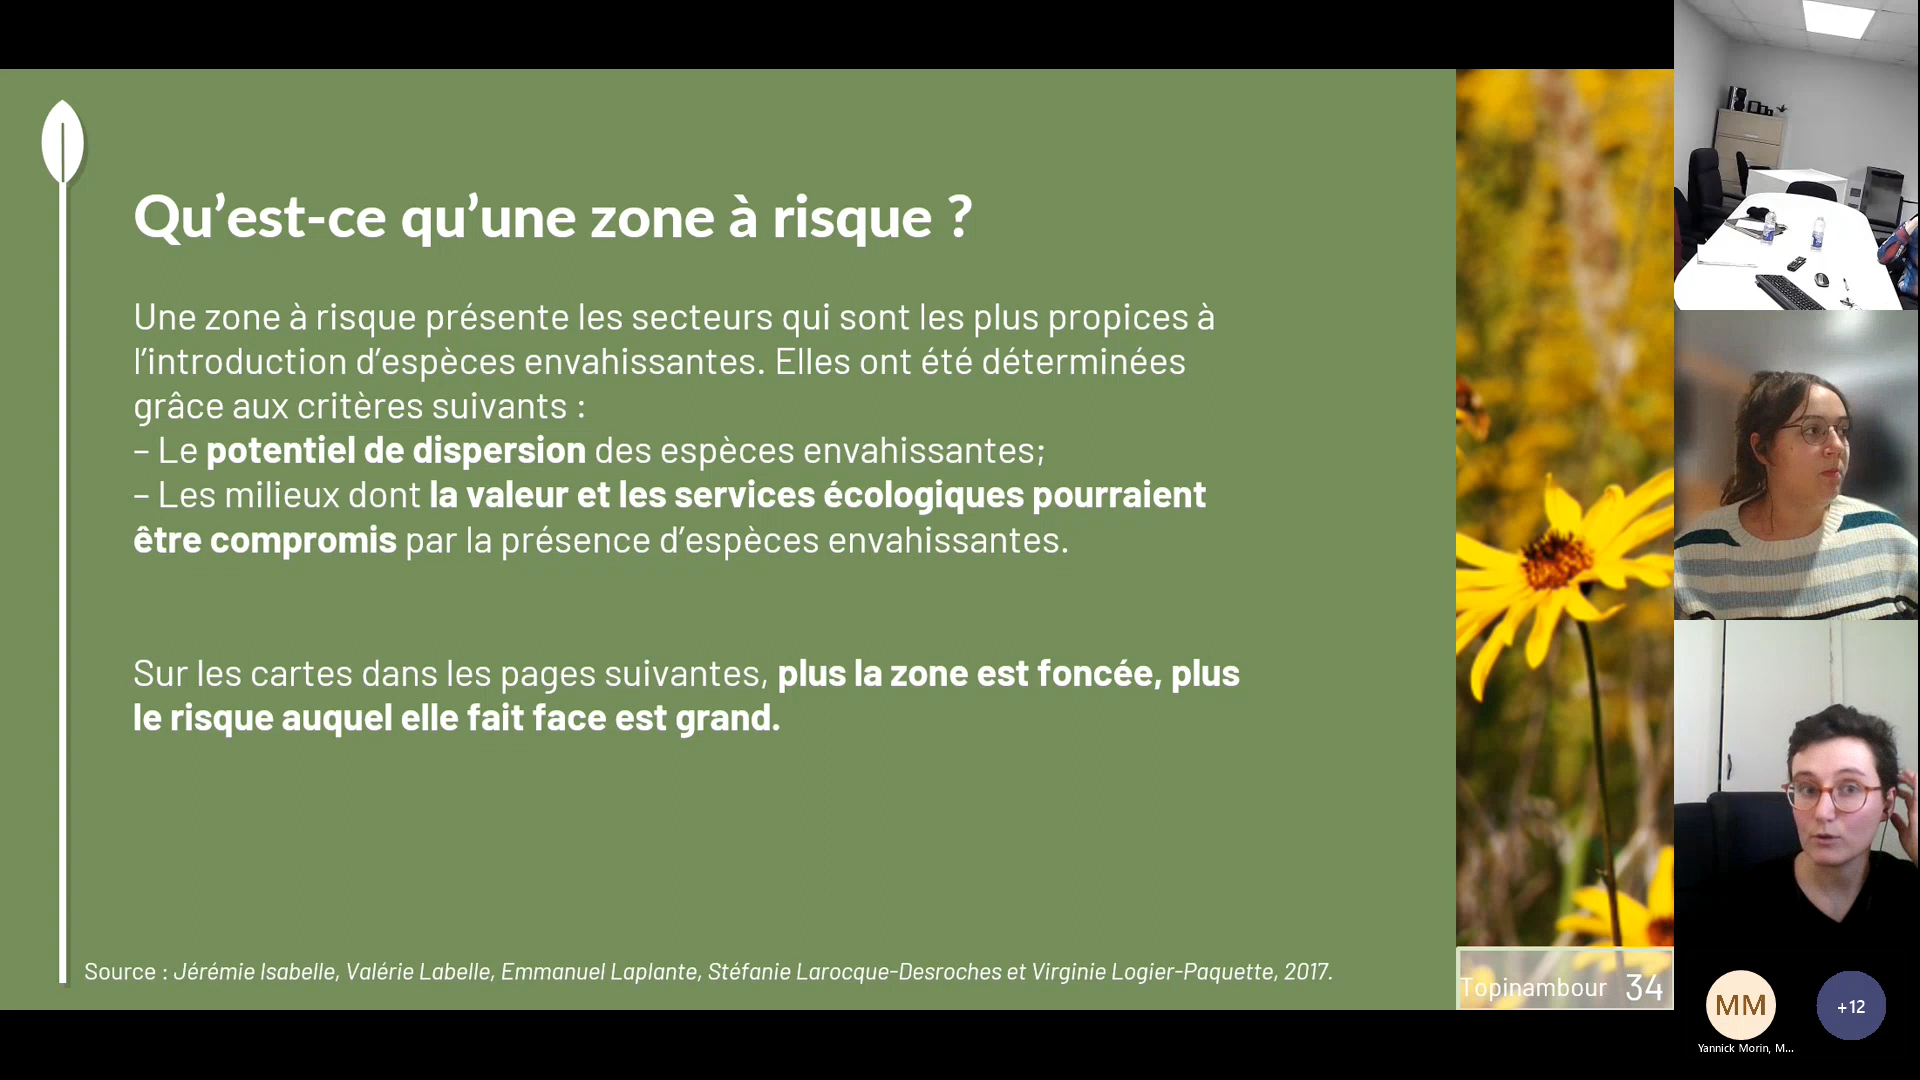 Qu’est-ce qu’une zone à risque ?
Une zone à risque présente les secteurs qui sont les plus propices à
l’introduction d’espèces envahissantes. Elles ont été déterminées
grâce aux critères suivants :
– Le potentiel de dispersion des espèces envahissantes;
– Les milieux dont la valeur et les services écologiques pourraient
être compromis par la présence d’espèces envahissantes.
Sur les cartes dans les pages suivantes, plus la zone est foncée, plus
le risque auquel elle fait face est grand.
Source : Jérémie Isabelle, Valérie Labelle, Emmanuel Laplante, Stéfanie Larocque-Desroches et Virginie Logier-Paquette, 2017.
Topinambour 34
MM
+12
Yannick Morin, M...